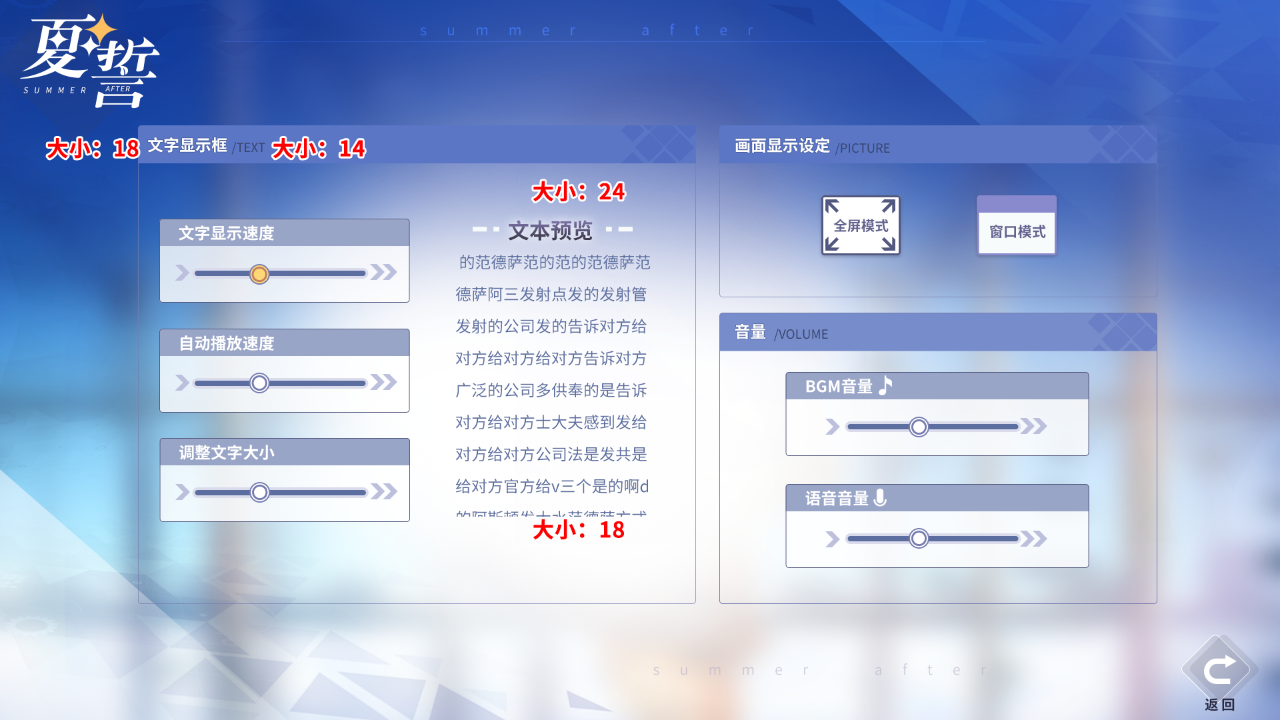 summer after
夏誓
SUMMER AFTER
大小：18 文字显示框 /TEXT 大小：14
大小：24
文字显示速度
自动播放速度
调整文字大小
文本预览
的范德萨范的范的范德萨范
德萨阿三发射点发的发射管
发射的公司发的告诉对方给
对方给对方给对方告诉对方
广泛的公司多供奉的是告诉
对方给对方士大夫感到发给
对方给对方公司法是发共是
给对方官方给v三个是的啊d
大小：18
画面显示设定 /PICTURE
全屏模式
窗口模式
音量 /VOLUME
BGM音量
语音音量
summer after
返回